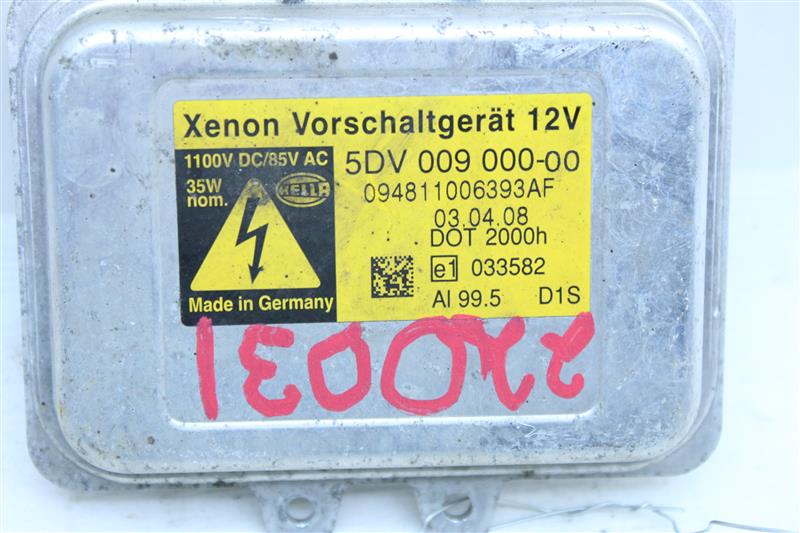 Xenon Vorschaltgerät 12V
1100V DC/85V AC
35W
nom.
HELLA
Made in Germany
5DV 009 000-00
094811006393AF
03.04.08
DOT 2000h
e1 033582
Al 99.5 D1S
220031